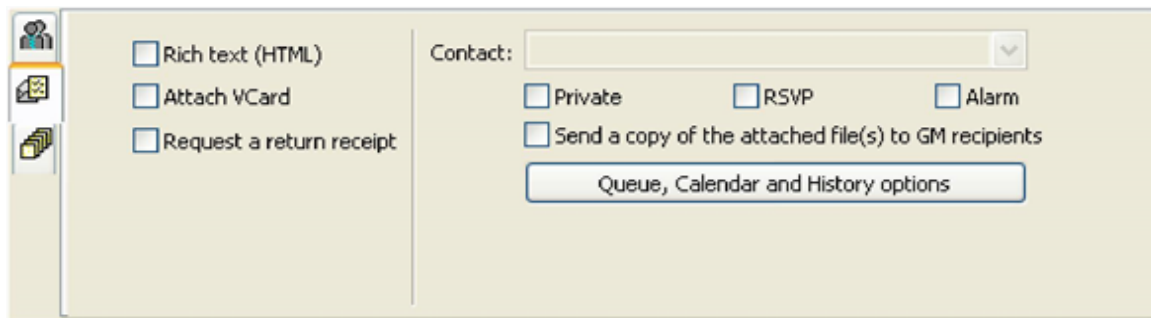 Rich text (HTML)
Attach VCard
Request a return receipt
Contact:
Private RSVP Alarm
Send a copy of the attached file(s) to GM recipients
Queue, Calendar and History options